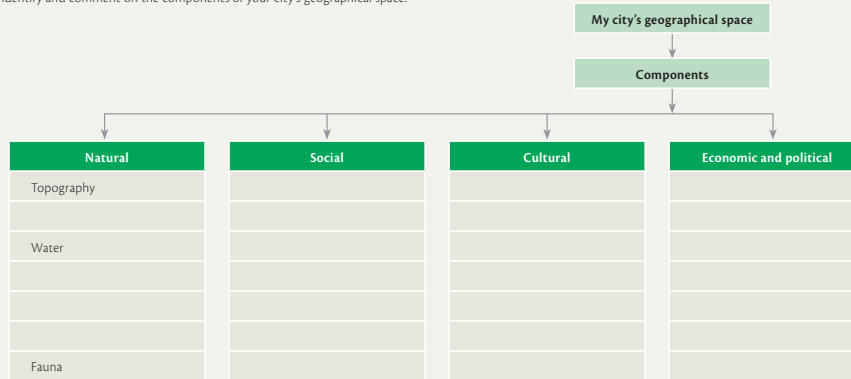 identify and comment on the components of your city's geographical space.
My city's geographical space
Components
Natural
Social
Cultural
Economic and political
Topography
Water
Fauna